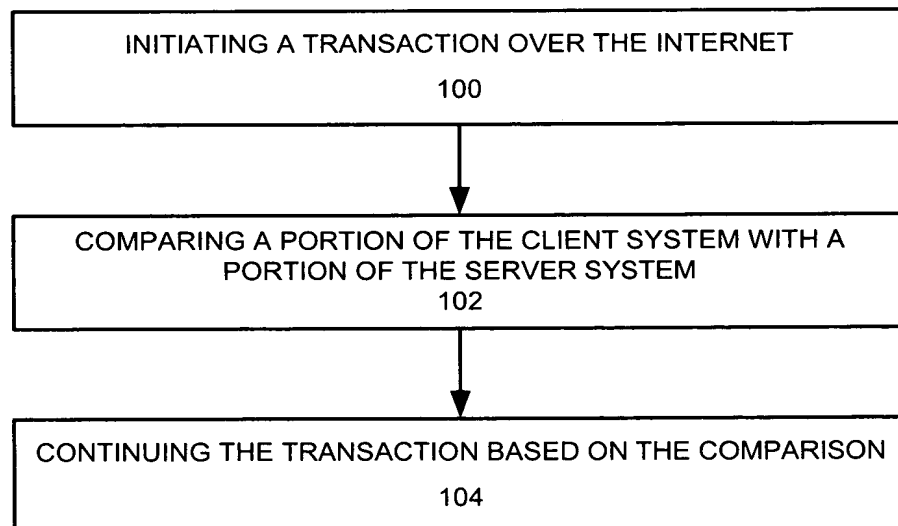 INITIATING A TRANSACTION OVER THE INTERNET
100
COMPARING A PORTION OF THE CLIENT SYSTEM WITH A
PORTION OF THE SERVER SYSTEM
102
CONTINUING THE TRANSACTION BASED ON THE COMPARISON
104